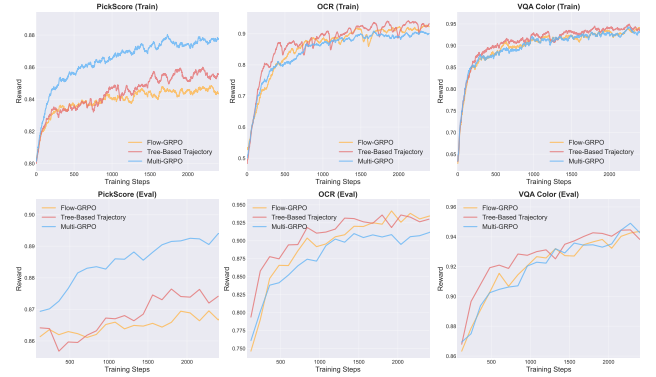 PickScore (Train)
Reward
0.88
0.86
0.84
0.82
0.80
0
500
1000
1500
2000
Training Steps
Flow-GRPO
Tree-Based Trajectory
Multi-GRPO
OCR (Train)
Reward
0.9
0.8
0.7
0.6
0.5
0
500
1000
1500
2000
Training Steps
Flow-GRPO
Tree-Based Trajectory
Multi-GRPO
VQA Color (Train)
Reward
0.95
0.90
0.85
0.80
0.75
0.70
0.65
0
500
1000
1500
2000
Training Steps
Flow-GRPO
Tree-Based Trajectory
Multi-GRPO
PickScore (Eval)
Reward
0.90
0.89
0.88
0.87
0.86
500
1000
1500
2000
Training Steps
Flow-GRPO
Tree-Based Trajectory
Multi-GRPO
OCR (Eval)
Reward
0.950
0.925
0.900
0.875
0.850
0.825
0.800
0.775
0.750
500
1000
1500
2000
Training Steps
Flow-GRPO
Tree-Based Trajectory
Multi-GRPO
VQA Color (Eval)
Reward
0.96
0.94
0.92
0.90
0.88
0.86
500
1000
1500
2000
Training Steps
Flow-GRPO
Tree-Based Trajectory
Multi-GRPO